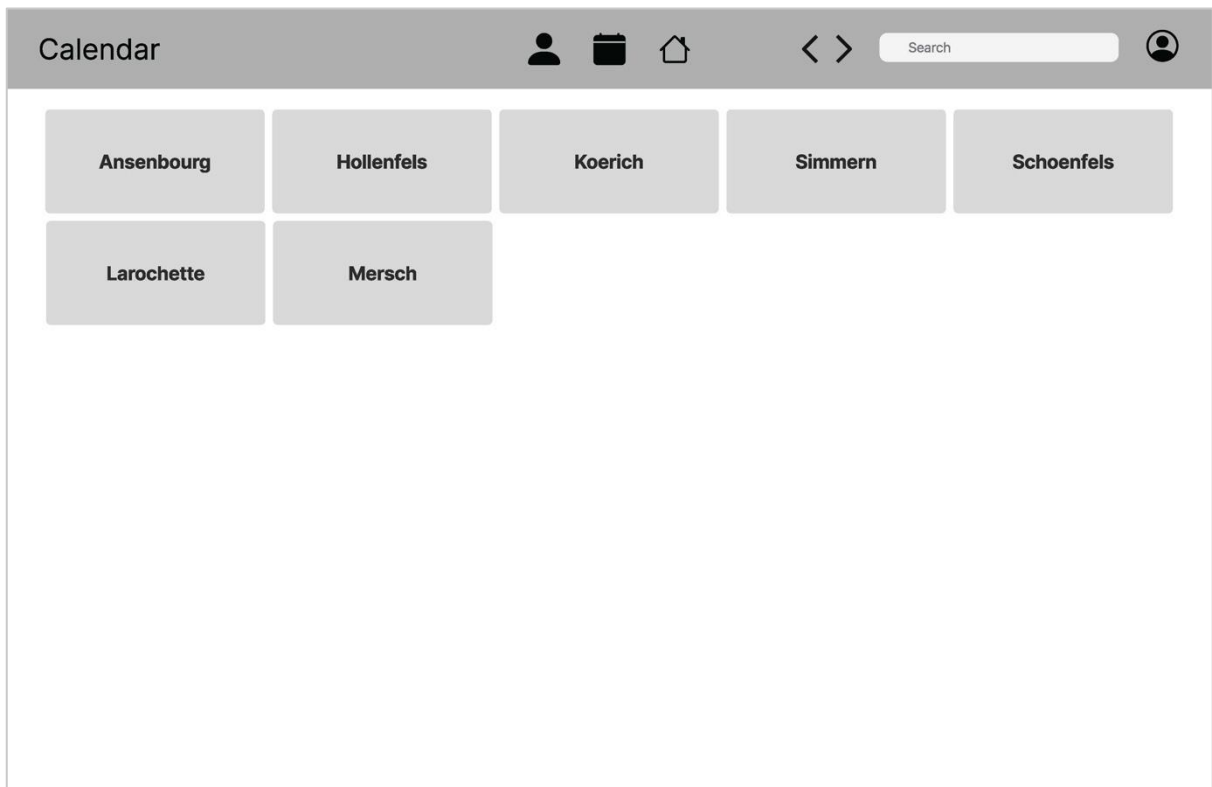 Calendar
Search
Ansenbourg
Hollenfels
Koerich
Simmern
Schoenfels
Larochette
Mersch